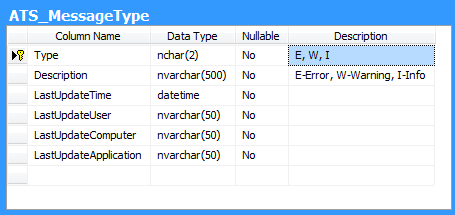 ATS_MessageType
Column Name Data Type Nullable Description
Type nchar(2) No E, W, I
Description nvarchar(500) No E-Error, W-Warning, I-Info
LastUpdateTime datetime No
LastUpdateUser nvarchar(50) No
LastUpdateComputer nvarchar(50) No
LastUpdateApplication nvarchar(50) No